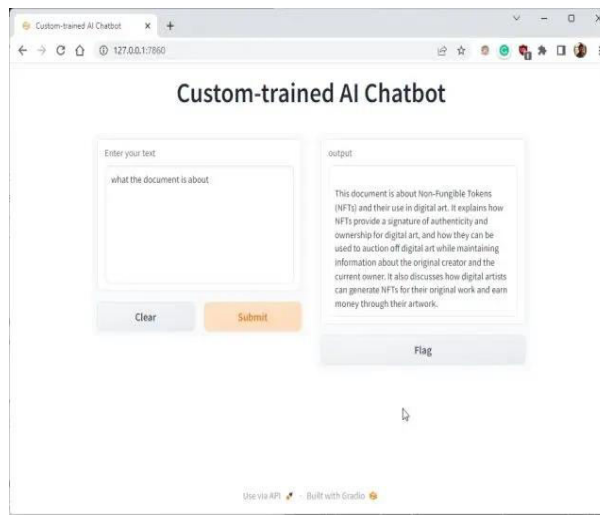 Custom-trained AI Chatbot
127.0.0.1:7860
Custom-trained AI Chatbot
Enter your text
what the document is about
Clear
Submit
output
This document is about Non-Fungible Tokens
(NFTs) and their use in digital art. It explains how
NFTs provide a signature of authenticity and
ownership for digital art, and how they can be
used to auction off digital art while maintaining
information about the original creator and the
current owner. It also discusses how digital artists
can generate NFTs for their original work and earn
money through their artwork.
Flag
Use via API · Built with Gradio